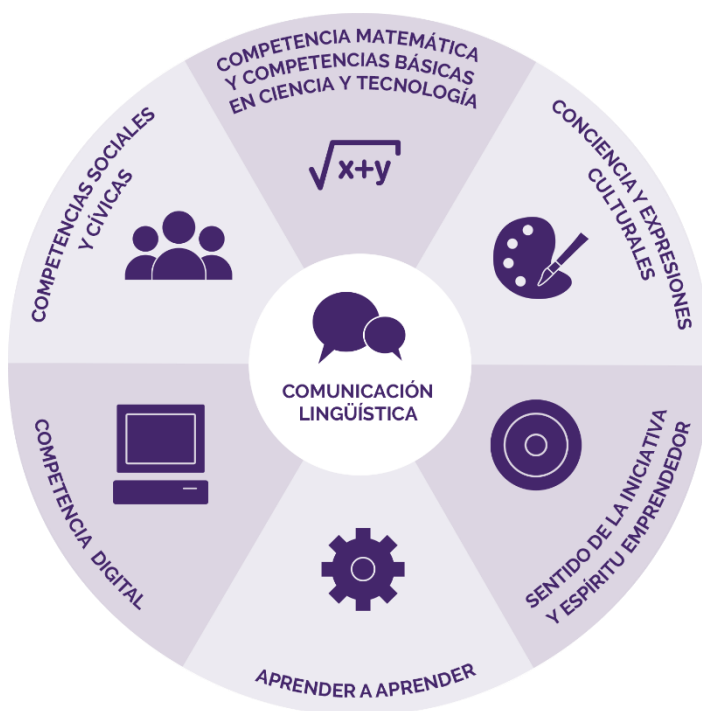 COMPETENCIA MATEMÁTICA
Y COMPETENCIAS BÁSICAS
EN CIENCIA Y TECNOLOGÍA
√x+y
CONCIENCIA Y EXPRESIONES
CULTURALES
SENTIDO DE LA INICIATIVA
Y ESPÍRITU EMPRENDEDOR
APRENDER A APRENDER
COMPETENCIA DIGITAL
COMPETENCIAS SOCIALES
Y CÍVICAS
COMUNICACIÓN
LINGÜÍSTICA